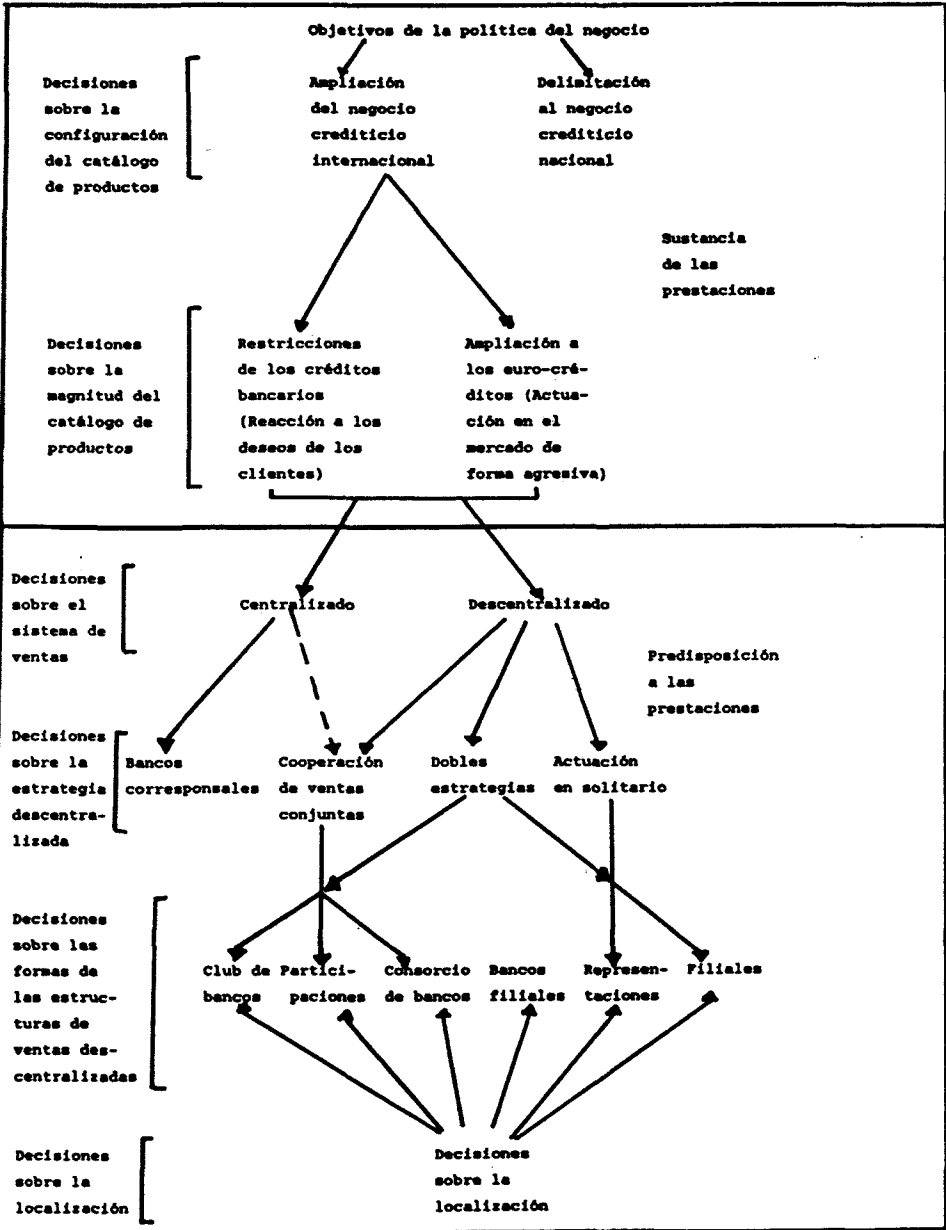 Objetivos de la política del negocio
Decisiones
sobre la
configuración
del catálogo
de productos
Ampliación
del negocio
crediticio
internacional
Delimitación
al negocio
crediticio
nacional
Sustancia
de las
prestaciones
Decisiones
sobre la
magnitud del
catálogo de
productos
Restricciones
de los créditos
bancarios
(Reacción a los
deseos de los
clientes)
Ampliación a
los euro-cré-
ditos (Actua-
ción en el
mercado de
forma agresiva)
Decisiones
sobre el
sistema de
ventas
Centralizado
Descentralizado
Predisposición
a las
prestaciones
Decisiones
sobre la
estrategia
descentra-
lizada
Bancos
corresponsales
Cooperación
de ventas
conjuntas
Dobles
estrategias
Actuación
en solitario
Decisiones
sobre las
formas de
las estruc-
turas de
ventas des-
centralizadas
Club de
bancos
Partici-
paciones
Consorcio
de bancos
Bancos
filiales
Represen-
taciones
Filiales
Decisiones
sobre la
localización
Decisiones
sobre la
localización